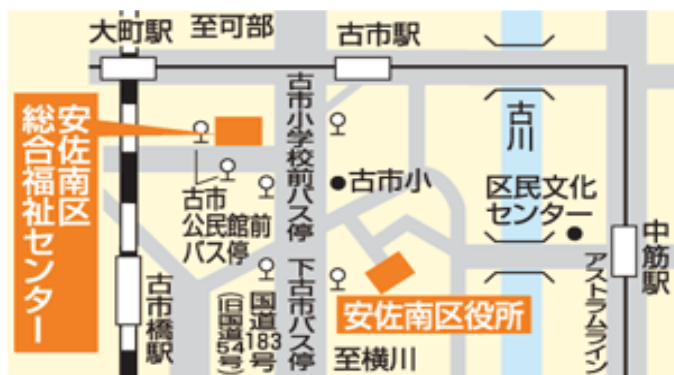 大町駅
至可部
古市駅
安佐南区
総合福祉センター
古市
公民館前
バス停
古市小学校前バス停
古市小
古川
区民文化
センター
中筋駅
アストラムライン
古市橋駅
国道183号
(旧国道54号)
下古市バス停
安佐南区役所
至横川